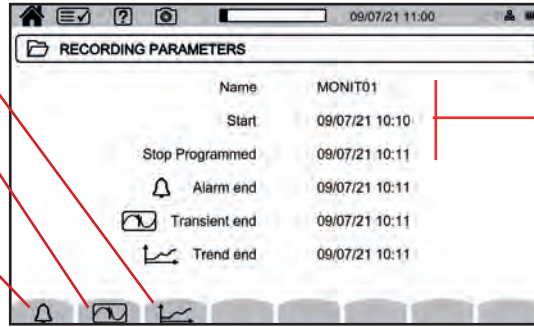 09/07/21 11:00
RECORDING PARAMETERS
Name MONIT01
Start 09/07/21 10:10
Stop Programmed 09/07/21 10:11
Alarm end 09/07/21 10:11
Transient end 09/07/21 10:11
Trend end 09/07/21 10:11